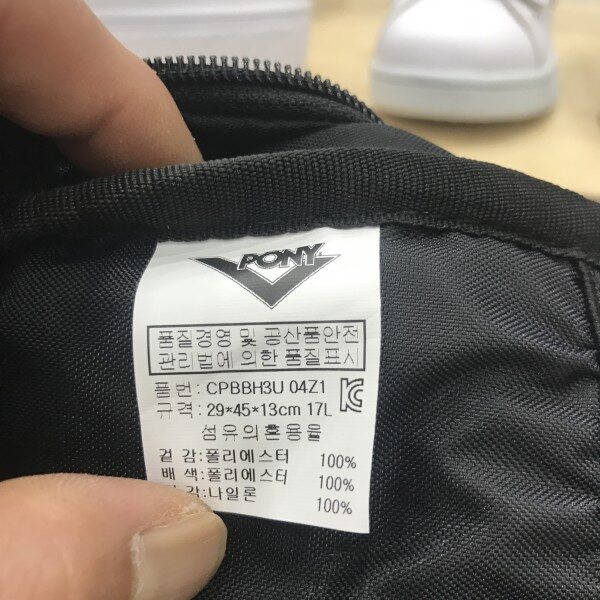 PONY
품질경영 및 공산품안전
관리법에 의한 품질표시
품 번 : CPBBH3U 04Z1
규 격 : 29*45*13cm 17L
섬유의혼용율
겉 감:폴리에스터 100%
배 색:폴리에스터 100%
감:나일론 100%